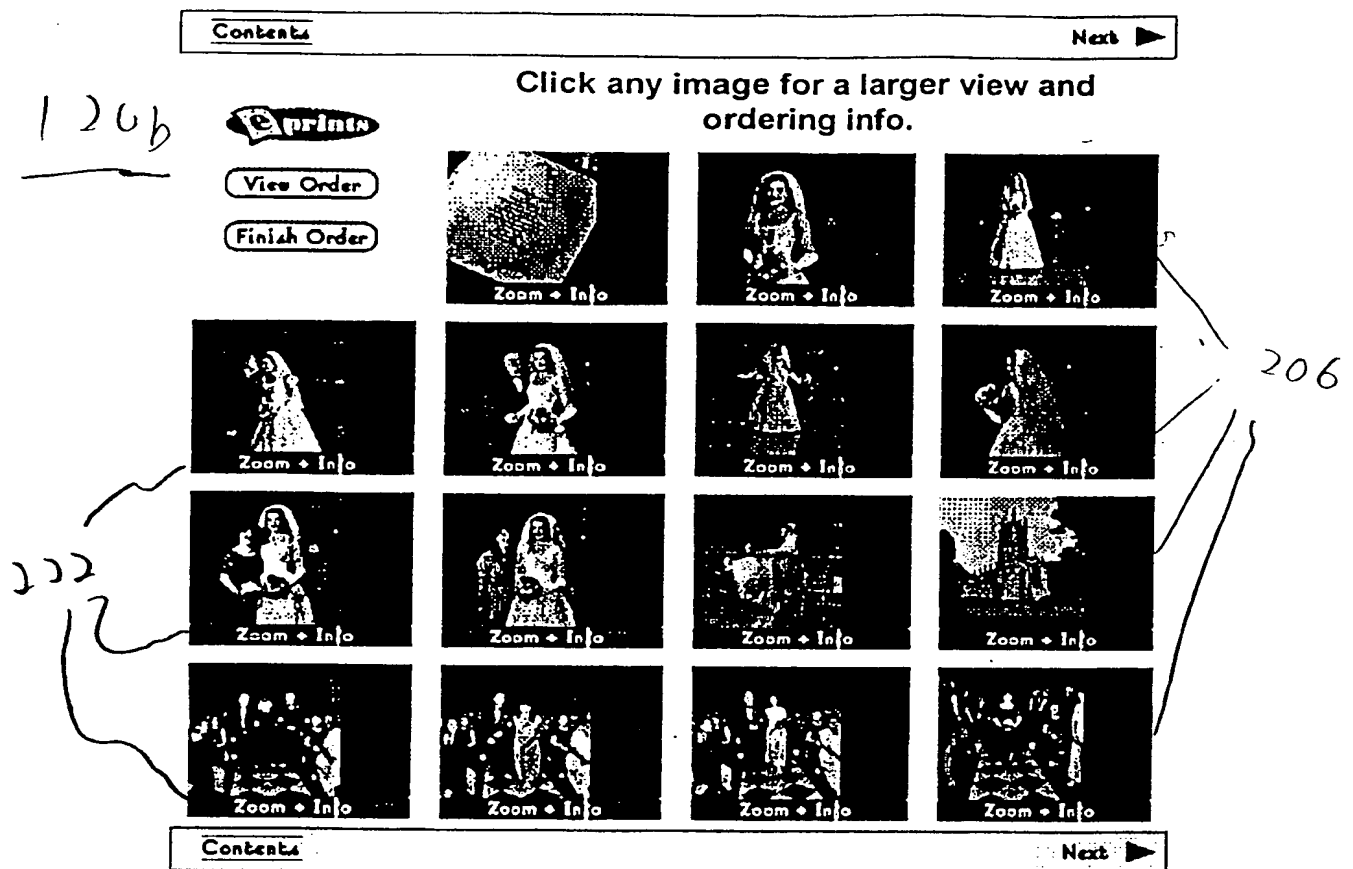 Contents Next
Click any image for a larger view and
ordering info.
120b
e prints
View Order
Finish Order
Zoom + Info Zoom + Info Zoom + Info
206
Zoom + Info Zoom + Info Zoom + Info Zoom + Info
222
Zoom + Info Zoom + Info Zoom + Info Zoom + Info
Zoom + Info Zoom + Info Zoom + Info Zoom + Info
Contents Next